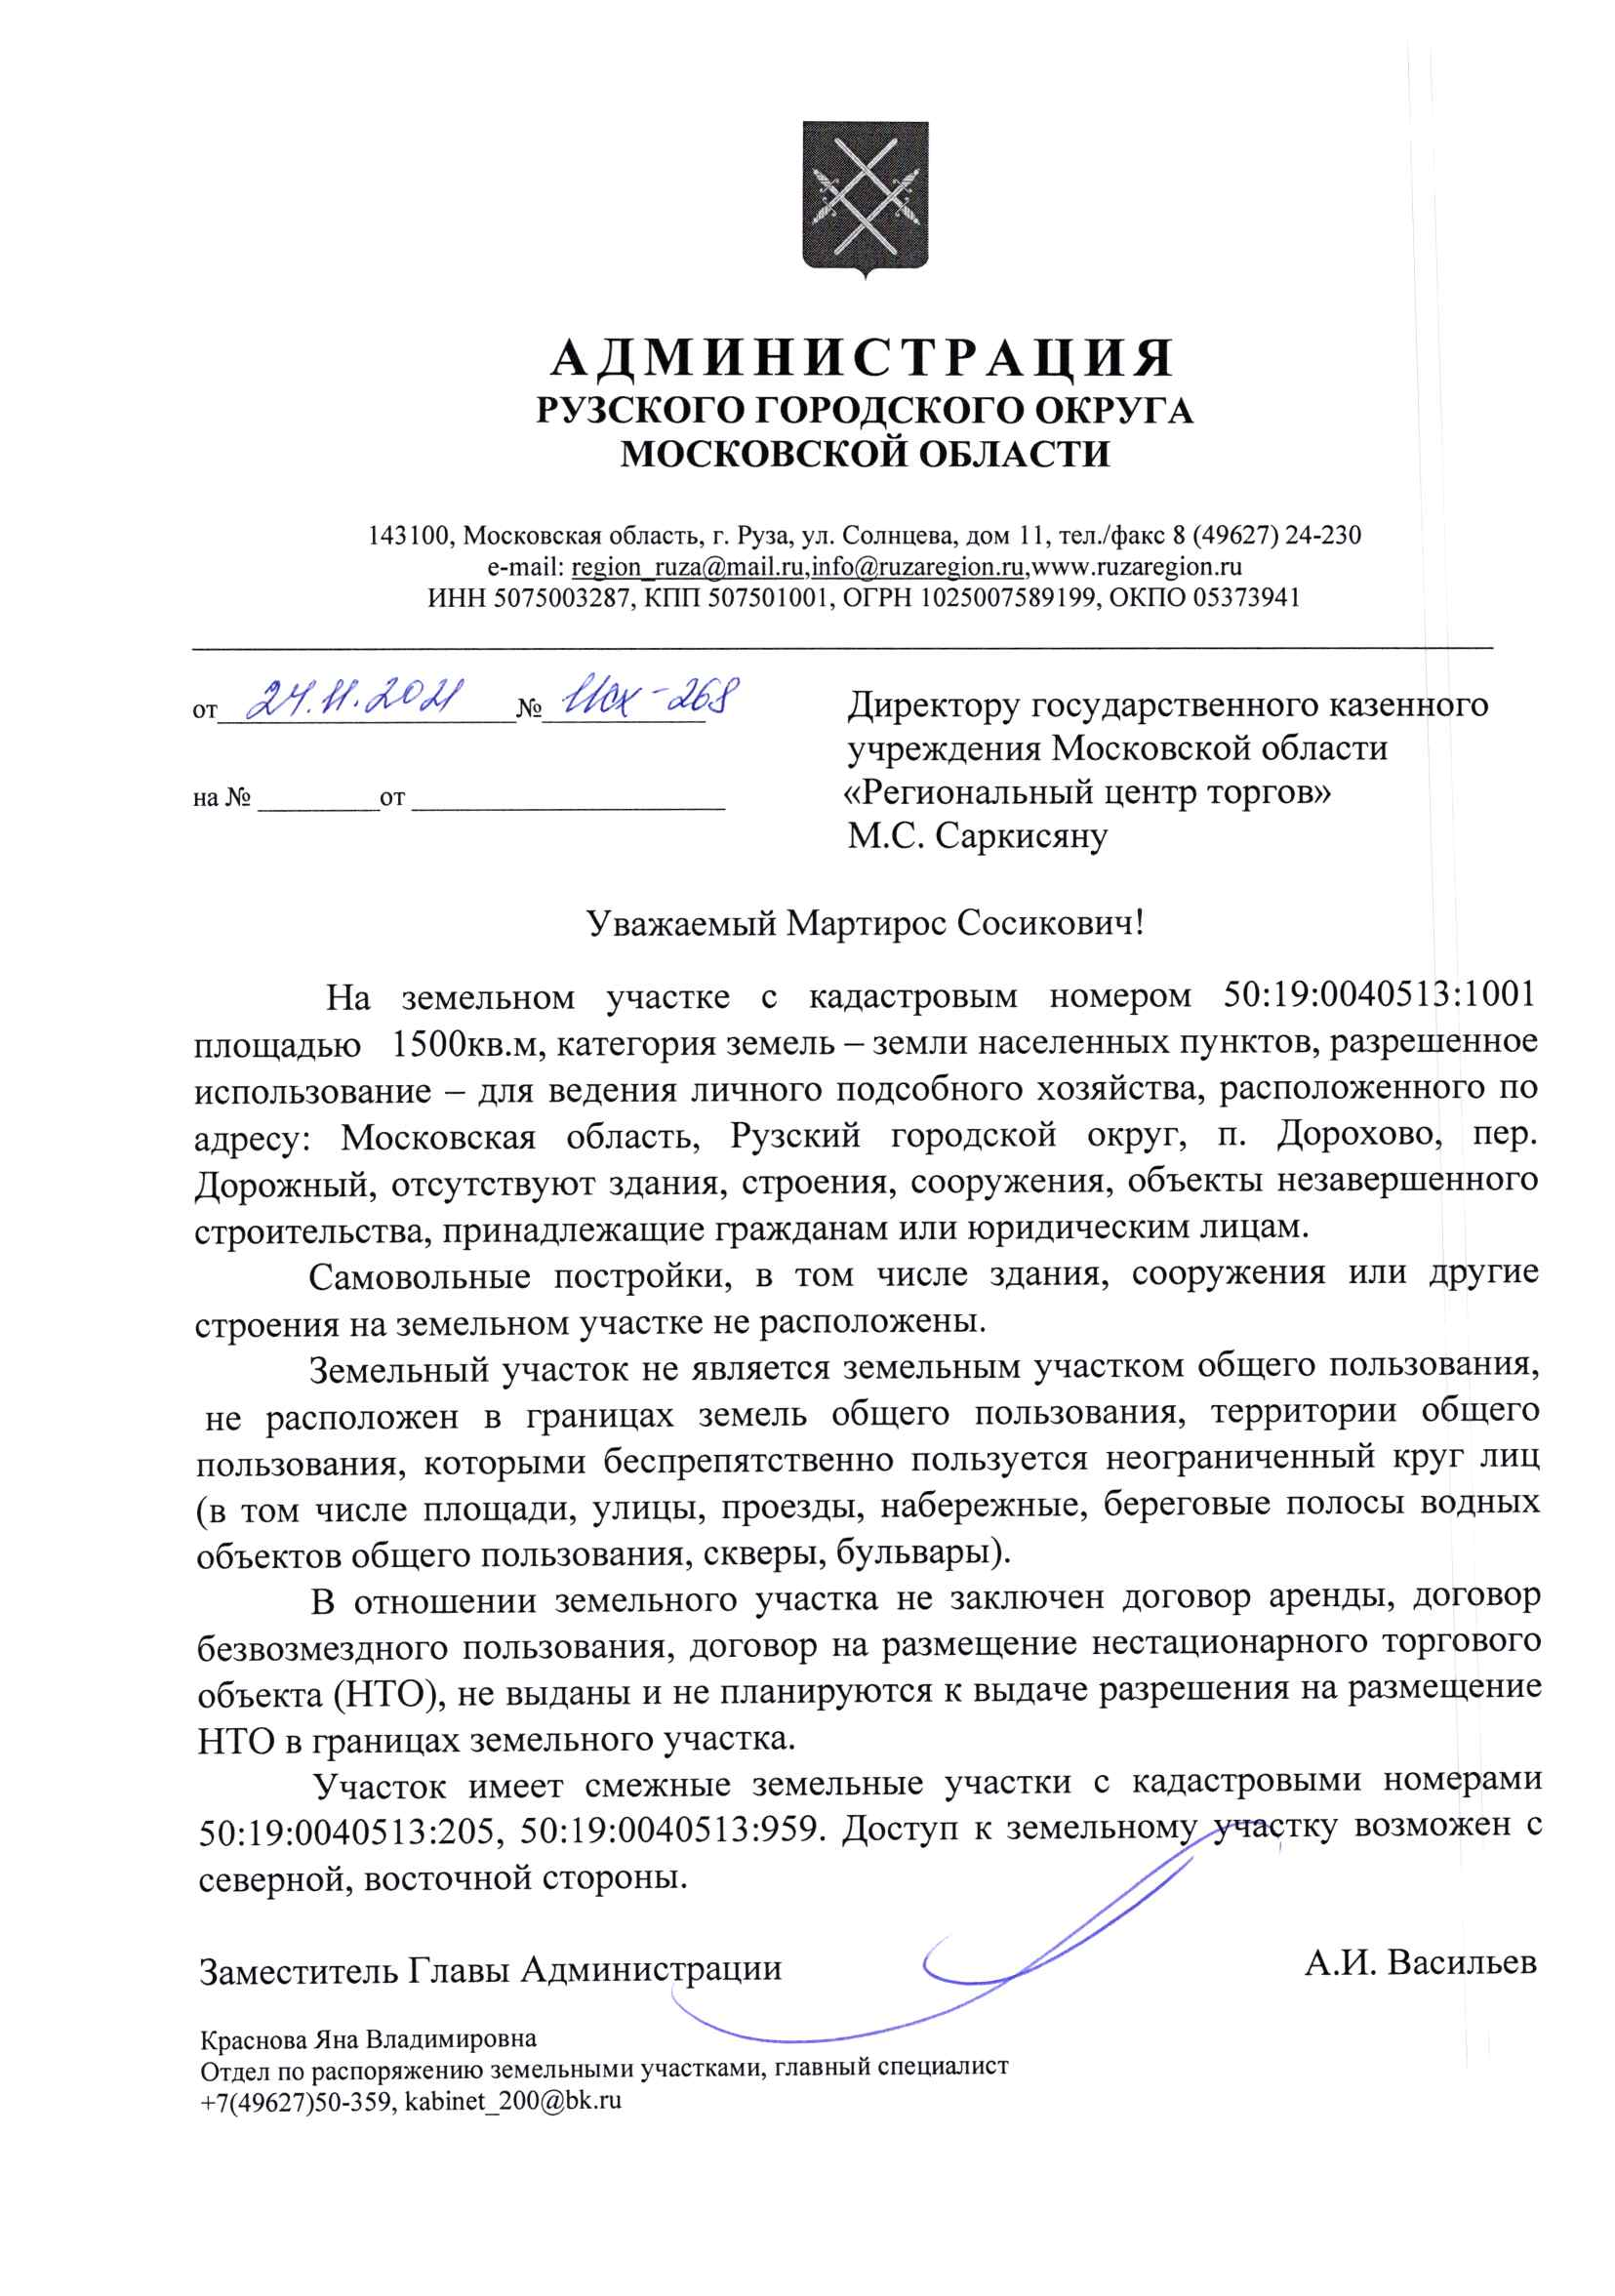 АДМИНИСТРАЦИЯ
РУЗСКОГО ГОРОДСКОГО ОКРУГА
МОСКОВСКОЙ ОБЛАСТИ
143100, Московская область, г. Руза, ул. Солнцева, дом 11, тел./факс 8 (49627) 24-230
e-mail: region_ruza@mail.ru,info@ruzaregion.ru,www.ruzaregion.ru
ИНН 5075003287, КПП 507501001, ОГРН 1025007589199, ОКПО 05373941
от 24.11.2021 № Исх-268
на № от
Директору государственного казенного
учреждения Московской области
«Региональный центр торгов»
М.С. Саркисяну
Уважаемый Мартирос Сосикович!
На земельном участке с кадастровым номером 50:19:0040513:1001
площадью 1500кв.м, категория земель – земли населенных пунктов, разрешенное
использование – для ведения личного подсобного хозяйства, расположенного по
адресу: Московская область, Рузский городской округ, п. Дорохово, пер.
Дорожный, отсутствуют здания, строения, сооружения, объекты незавершенного
строительства, принадлежащие гражданам или юридическим лицам.
Самовольные постройки, в том числе здания, сооружения или другие
строения на земельном участке не расположены.
Земельный участок не является земельным участком общего пользования,
не расположен в границах земель общего пользования, территории общего
пользования, которыми беспрепятственно пользуется неограниченный круг лиц
(в том числе площади, улицы, проезды, набережные, береговые полосы водных
объектов общего пользования, скверы, бульвары).
В отношении земельного участка не заключен договор аренды, договор
безвозмездного пользования, договор на размещение нестационарного торгового
объекта (НТО), не выданы и не планируются к выдаче разрешения на размещение
НТО в границах земельного участка.
Участок имеет смежные земельные участки с кадастровыми номерами
50:19:0040513:205, 50:19:0040513:959. Доступ к земельному участку возможен с
северной, восточной стороны.
Заместитель Главы Администрации А.И. Васильев
Краснова Яна Владимировна
Отдел по распоряжению земельными участками, главный специалист
+7(49627)50-359, kabinet_200@bk.ru